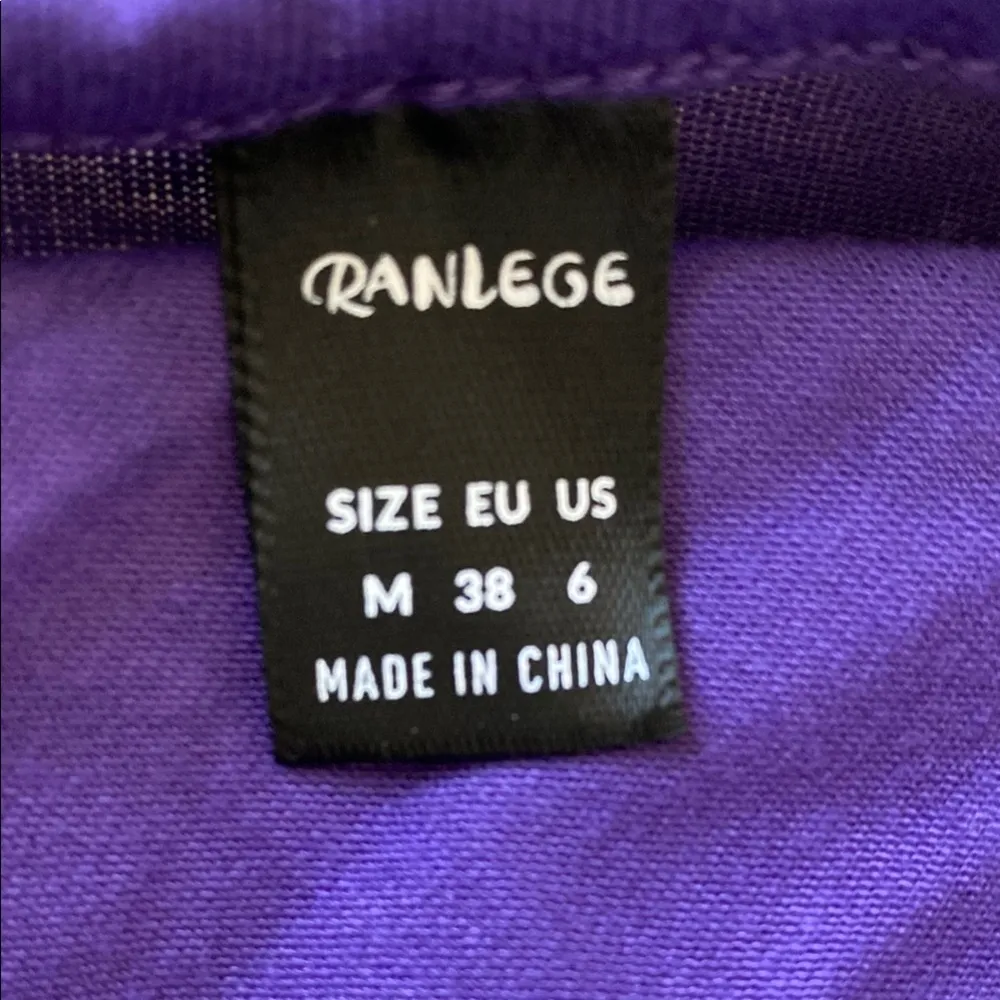 RANLEGE
SIZE EU US
M 38 6
MADE IN CHINA